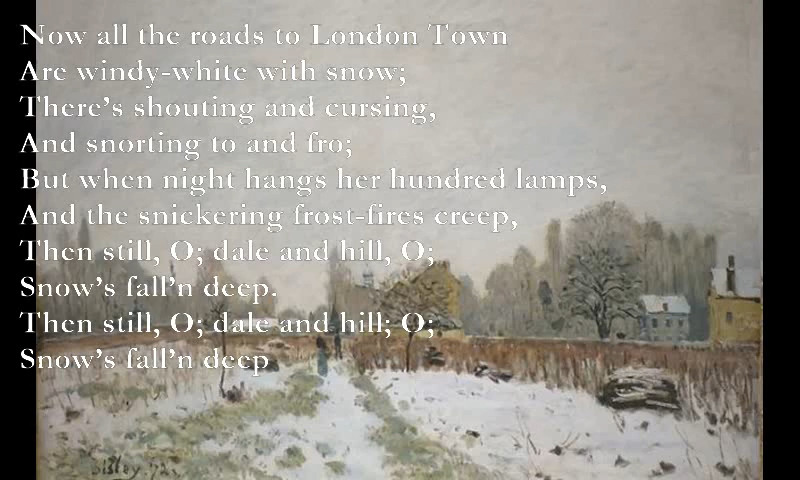 Now all the roads to London Town
Are windy-white with snow;
There's shouting and cursing,
And snorting to and fro;
But when night hangs her hundred lamps,
And the snickering frost-fires creep,
Then still, O; dale and hill, O;
Snow's fall'n deep.
Then still, O; dale and hill; O;
Snow's fall'n deep
Sisley. 72